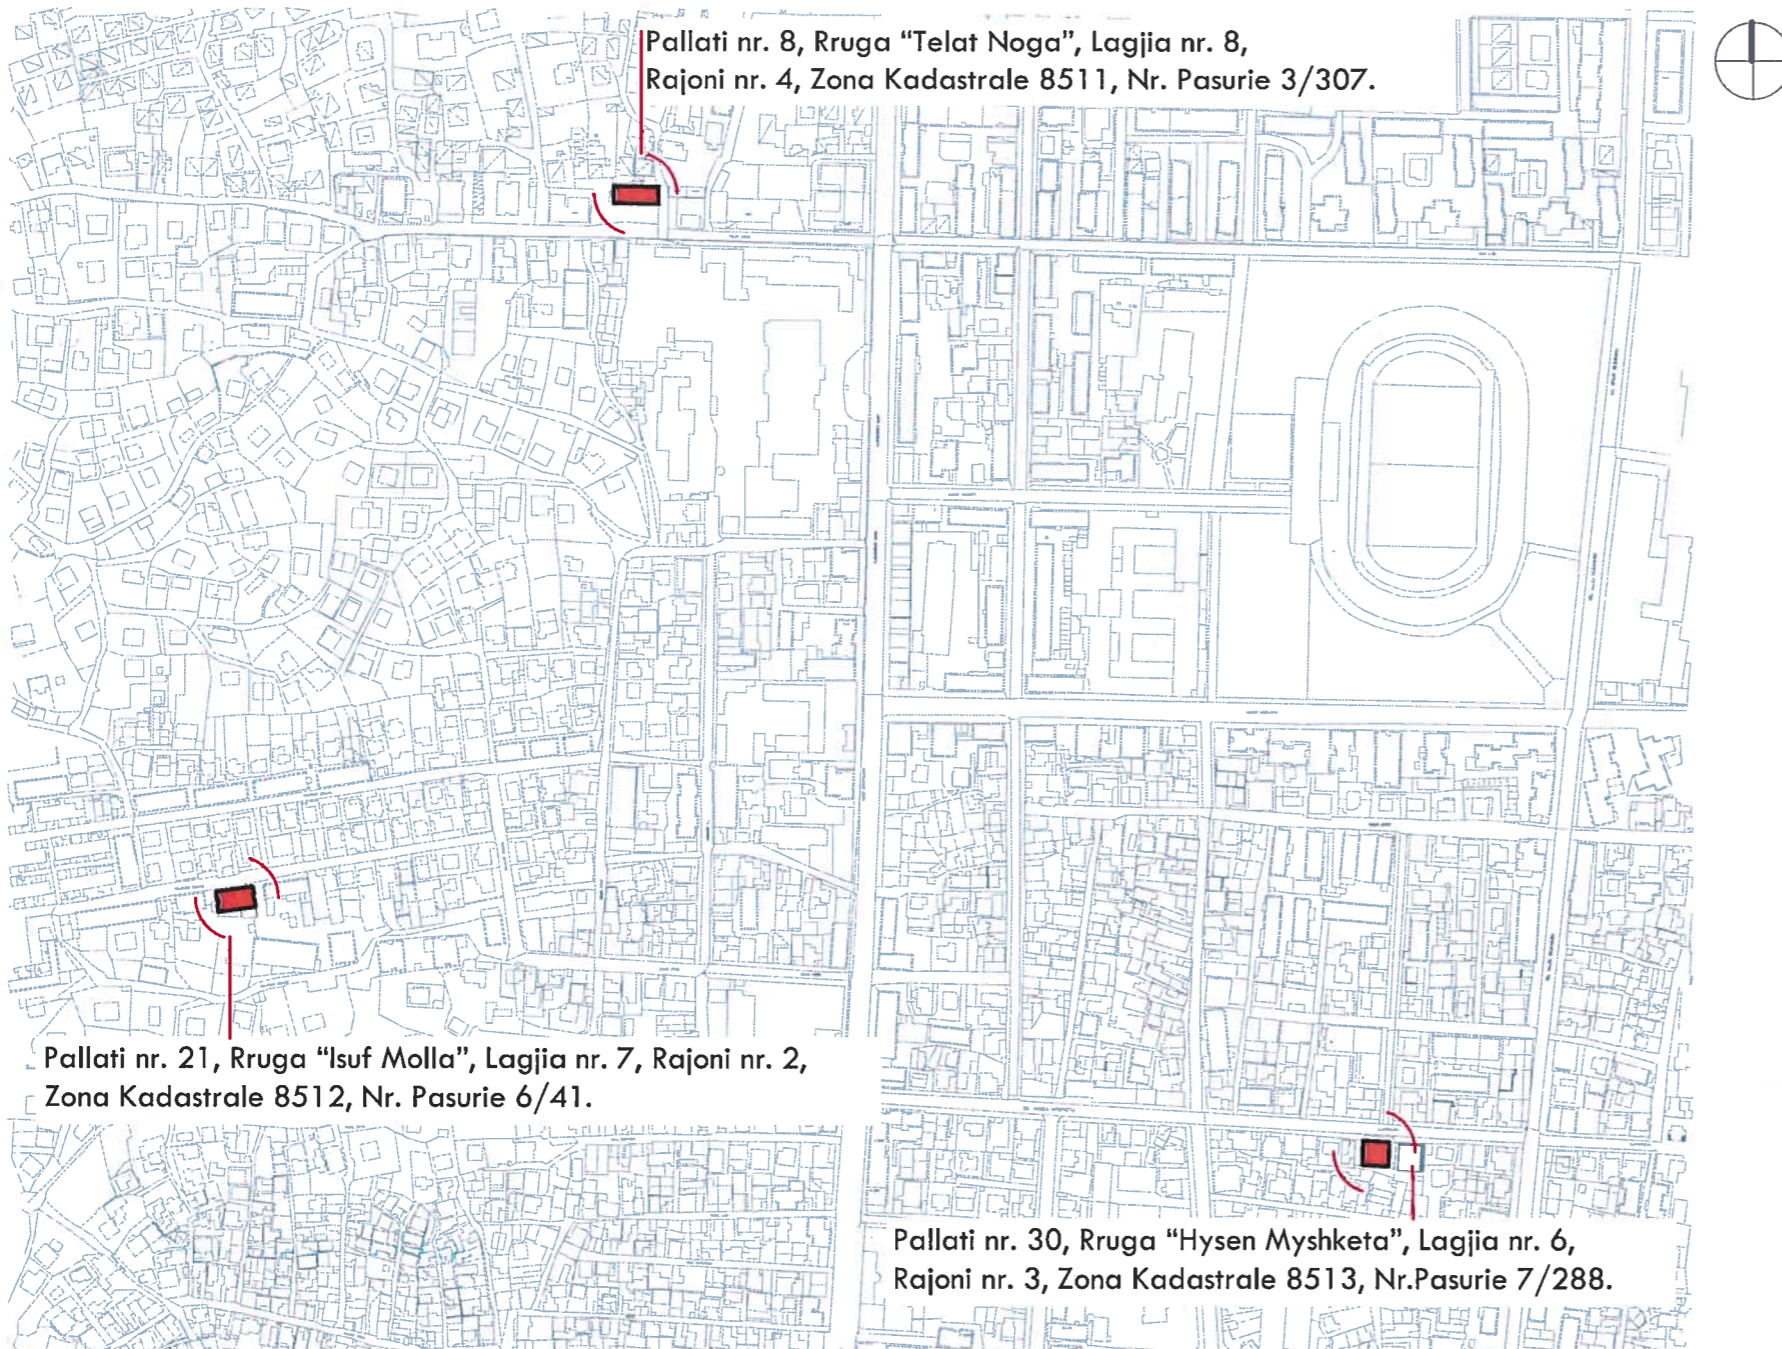 Pallati nr. 8, Rruga “Telat Noga”, Lagjia nr. 8,
Rajoni nr. 4, Zona Kadastrale 8511, Nr. Pasurie 3/307.
Pallati nr. 21, Rruga “Isuf Molla”, Lagjia nr. 7, Rajoni nr. 2,
Zona Kadastrale 8512, Nr. Pasurie 6/41.
Pallati nr. 30, Rruga “Hysen Myshketa”, Lagjia nr. 6,
Rajoni nr. 3, Zona Kadastrale 8513, Nr.Pasurie 7/288.